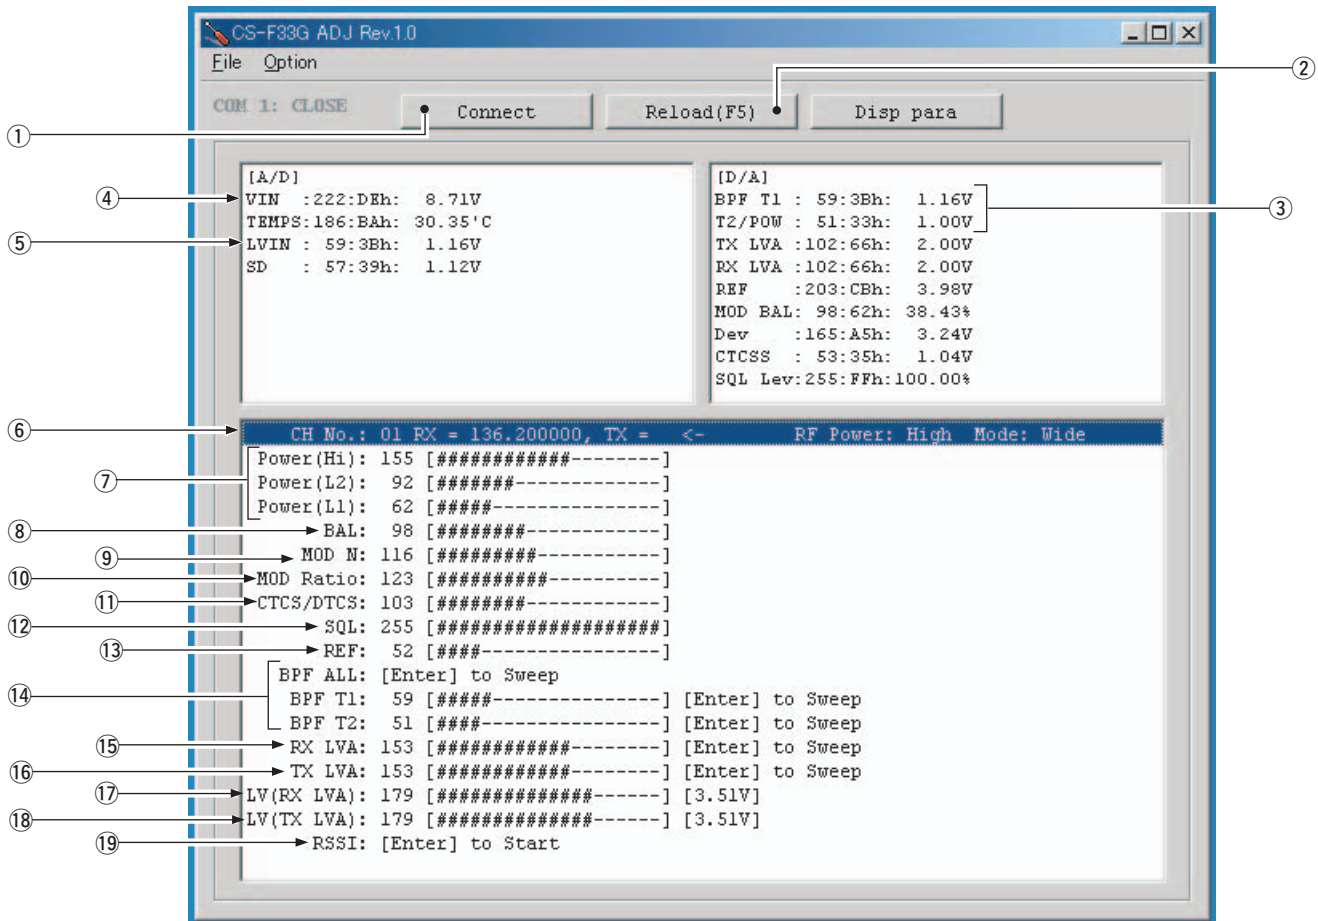 CS-F33G ADJ Rev.1.0
File Option
②
COM 1: CLOSE Connect Reload(F5) Disp para
①
[A/D]
④ VIN :222:DEh: 8.71V
TEMPS:186:BAh: 30.35'C
⑤ LVIN : 59:3Bh: 1.16V
SD : 57:39h: 1.12V
[D/A]
BPF T1 : 59:3Bh: 1.16V
③
T2/POW : 51:33h: 1.00V
TX LVA :102:66h: 2.00V
RX LVA :102:66h: 2.00V
REF :203:CBh: 3.98V
MOD BAL: 98:62h: 38.43%
Dev :165:A5h: 3.24V
CTCSS : 53:35h: 1.04V
SQL Lev:255:FFh:100.00%
⑥ CH No.: 01 RX = 136.200000, TX = <- RF Power: High Mode: Wide
Power(Hi): 155 [############--------]
⑦ Power(L2): 92 [#######-------------]
Power(L1): 62 [#####---------------]
⑧ BAL: 98 [########------------]
⑨ MOD N: 116 [#########-----------]
⑩ MOD Ratio: 123 [##########----------]
⑪ CTCS/DTCS: 103 [########------------]
⑫ SQL: 255 [####################]
⑬ REF: 52 [####----------------]
BPF ALL: [Enter] to Sweep
⑭ BPF T1: 59 [#####---------------] [Enter] to Sweep
BPF T2: 51 [####----------------] [Enter] to Sweep
⑮ RX LVA: 153 [############--------] [Enter] to Sweep
⑯ TX LVA: 153 [############--------] [Enter] to Sweep
⑰ LV(RX LVA): 179 [##############------] [3.51V]
⑱ LV(TX LVA): 179 [##############------] [3.51V]
⑲ RSSI: [Enter] to Start